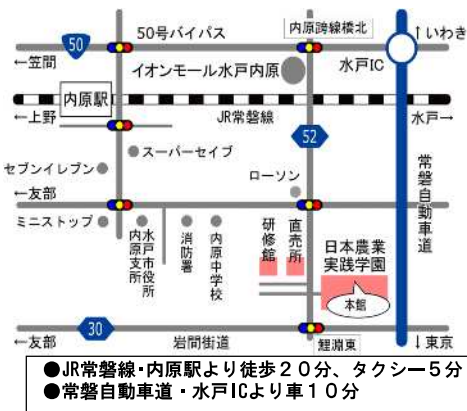 50号バイパス
内原跨線橋北
↑いわき
50
←笠間
イオンモール水戸内原
水戸IC
内原駅
←上野
JR常磐線
水戸→
52
スーパーセイブ
セブンイレブン
ローソン
←友部
常磐自動車道
ミニストップ
水戸市役所
内原支所
消防署
内原中学校
研修館
直売所
日本農業
実践学園
本館
30
←友部
岩間街道
鯉淵東
↓東京
●JR常磐線・内原駅より徒歩20分、タクシー5分
●常磐自動車道・水戸ICより車10分